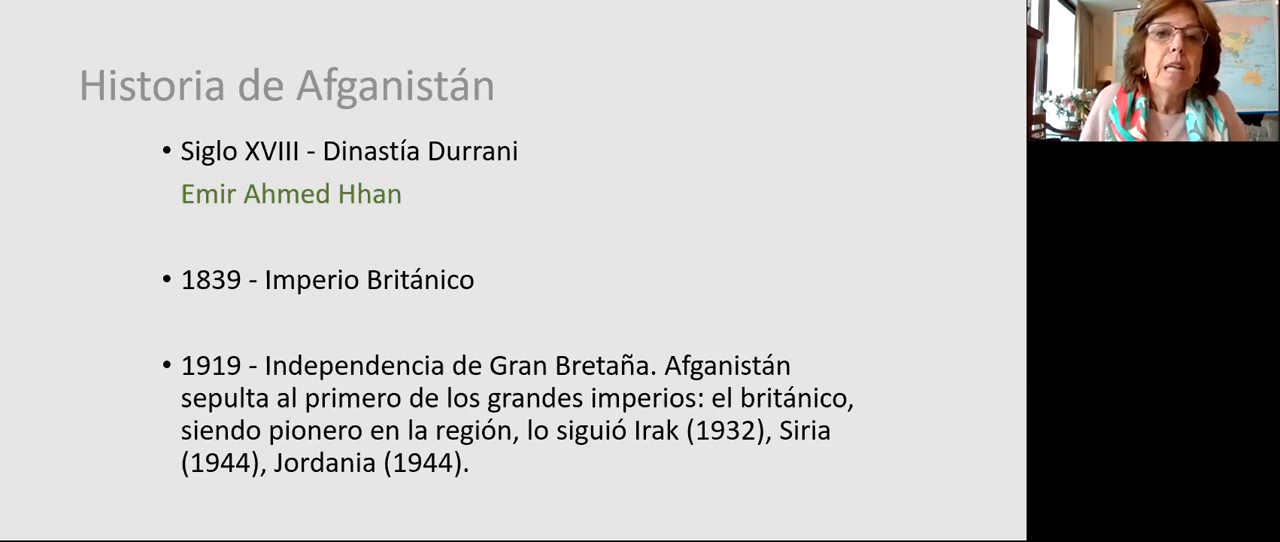 Historia de Afganistán
• Siglo XVIII - Dinastía Durrani
Emir Ahmed Hhan
• 1839 - Imperio Británico
• 1919 - Independencia de Gran Bretaña. Afganistán
sepulta al primero de los grandes imperios: el británico,
siendo pionero en la región, lo siguió Irak (1932), Siria
(1944), Jordania (1944).